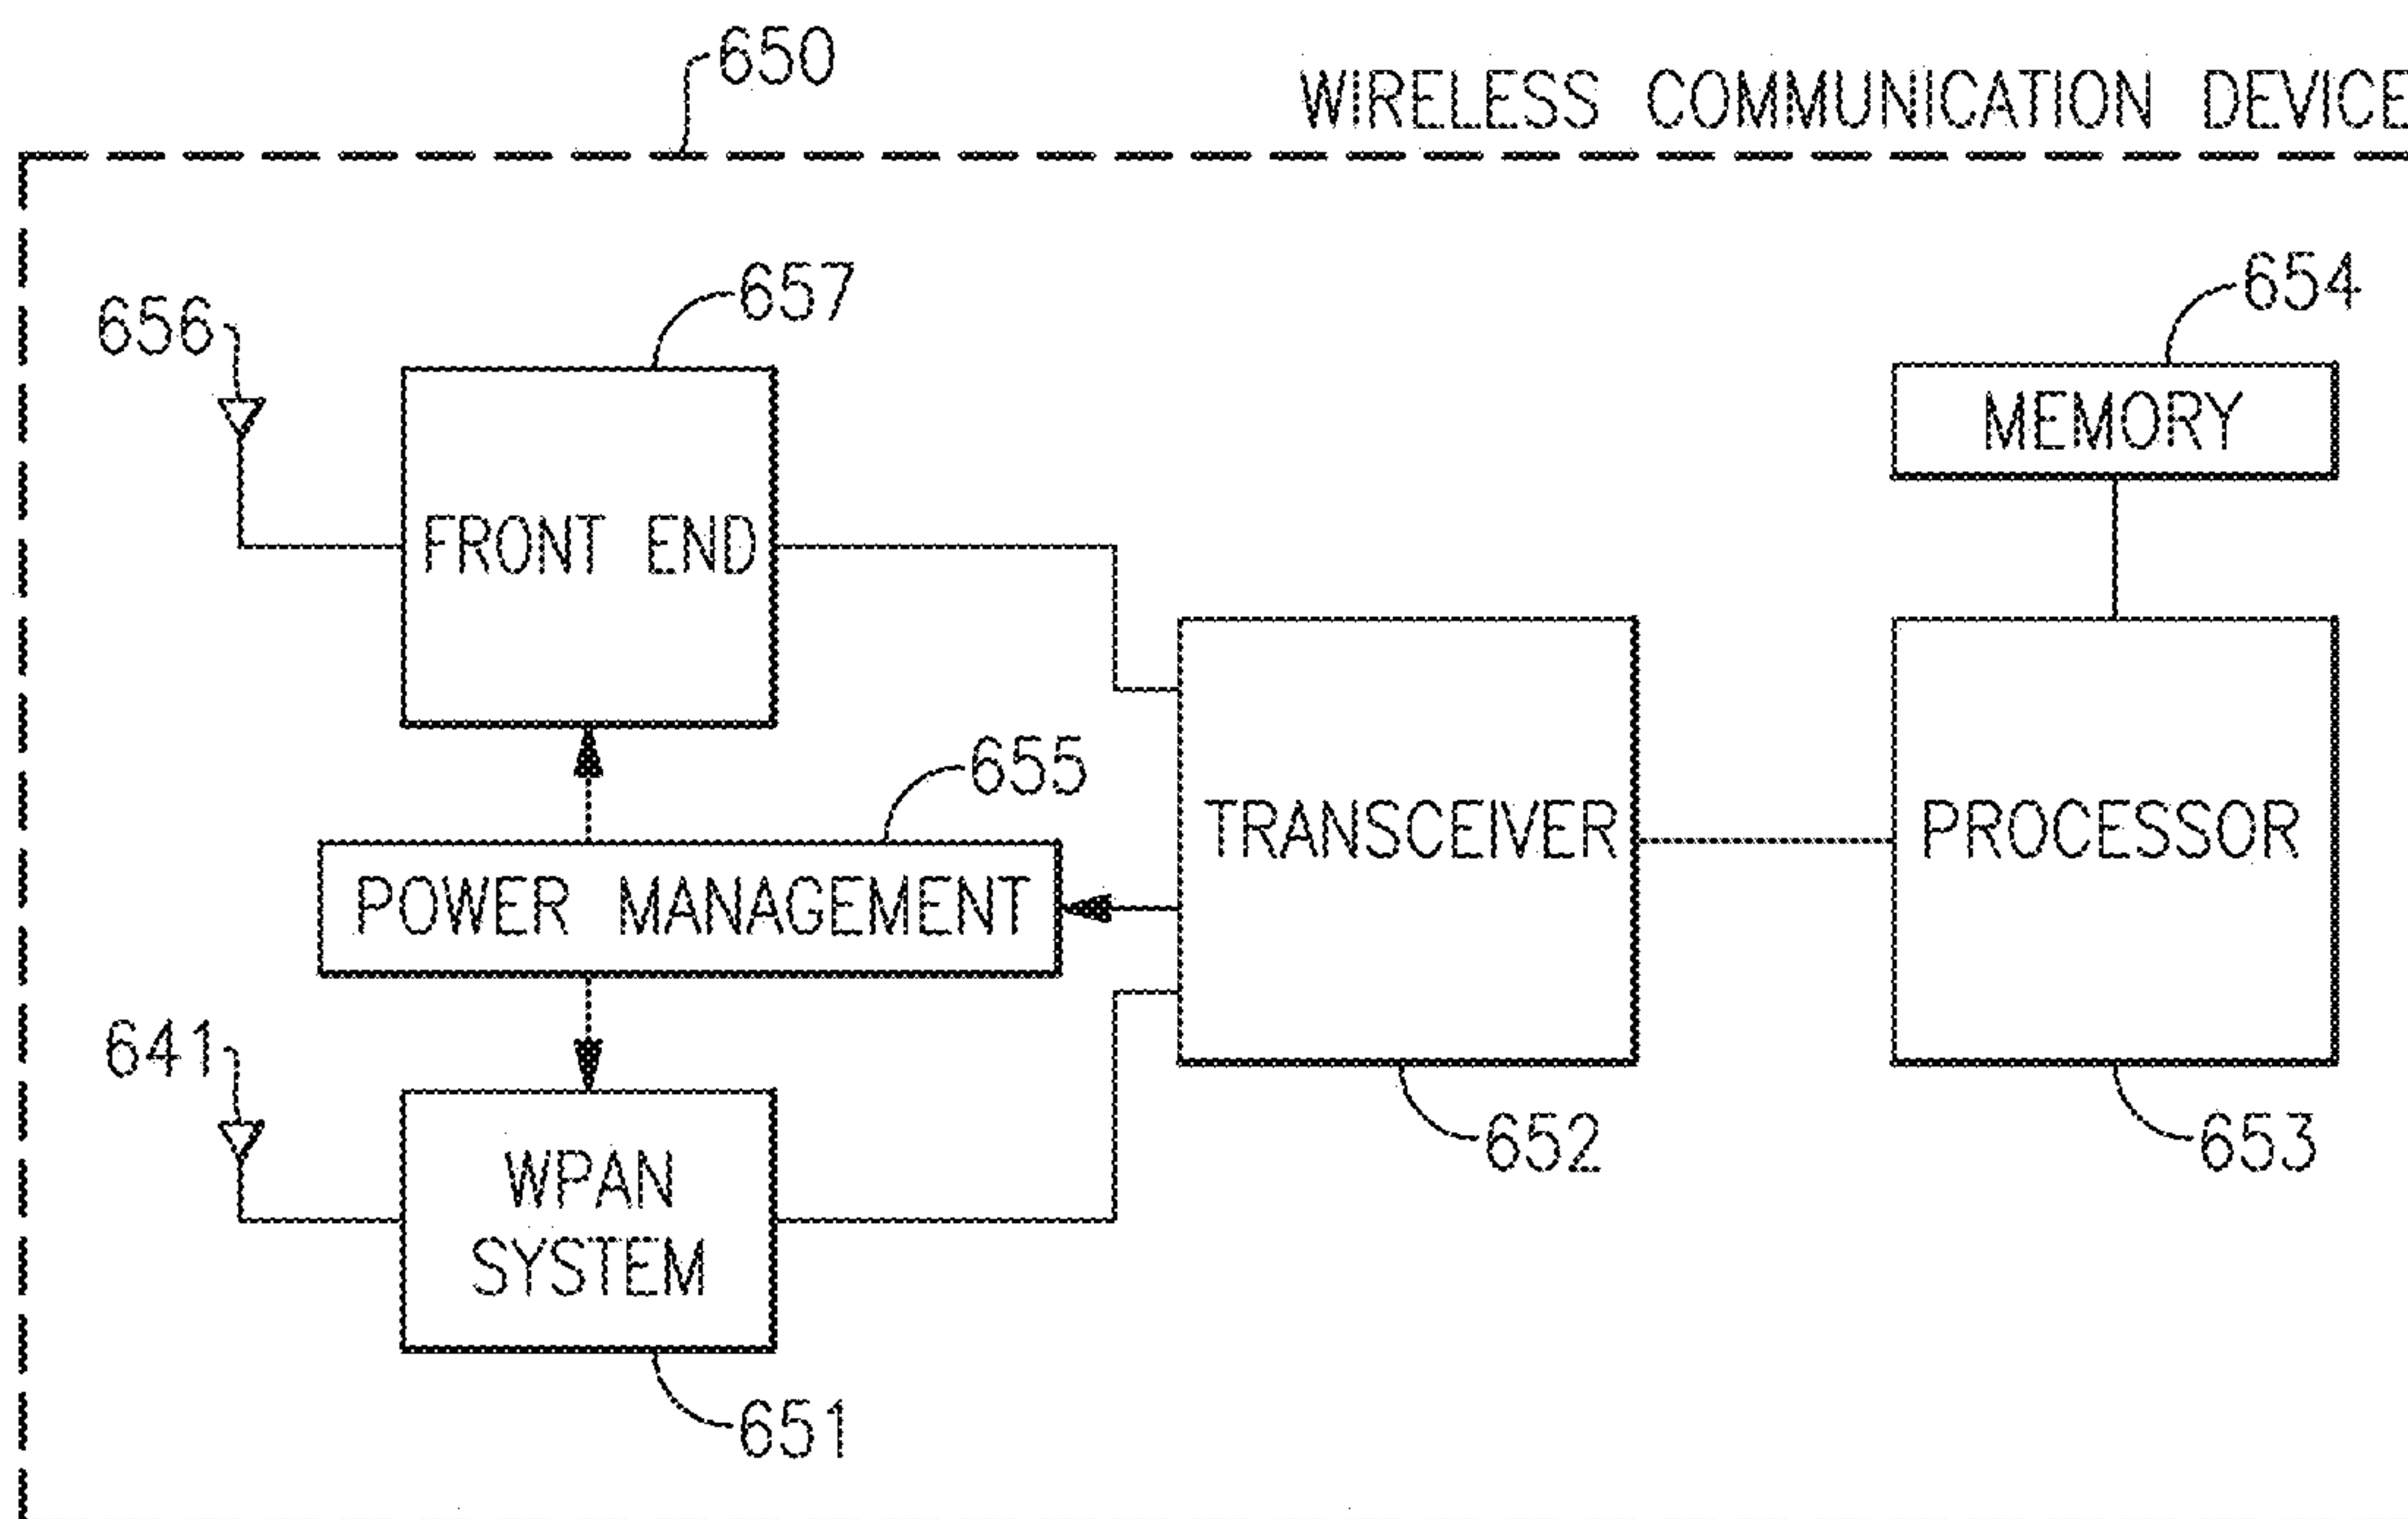 650
WIRELESS COMMUNICATION DEVICE
656
657
654
FRONT END
MEMORY
655
POWER MANAGEMENT
TRANSCEIVER
PROCESSOR
641
WPAN
SYSTEM
652
653
651